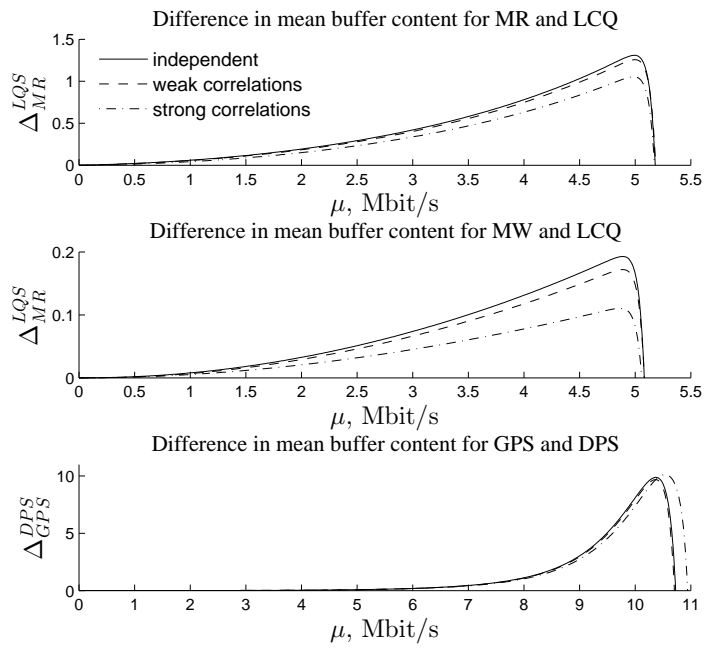 Difference in mean buffer content for MR and LCQ
1.5
1
0.5
0
Δ^{LQS}_{MR}
independent
weak correlations
strong correlations
0 0.5 1 1.5 2 2.5 3 3.5 4 4.5 5 5.5
μ, Mbit/s
Difference in mean buffer content for MW and LCQ
0.2
0.1
0
Δ^{LQS}_{MR}
0 0.5 1 1.5 2 2.5 3 3.5 4 4.5 5 5.5
μ, Mbit/s
Difference in mean buffer content for GPS and DPS
10
5
0
Δ^{DPS}_{GPS}
0 1 2 3 4 5 6 7 8 9 10 11
μ, Mbit/s